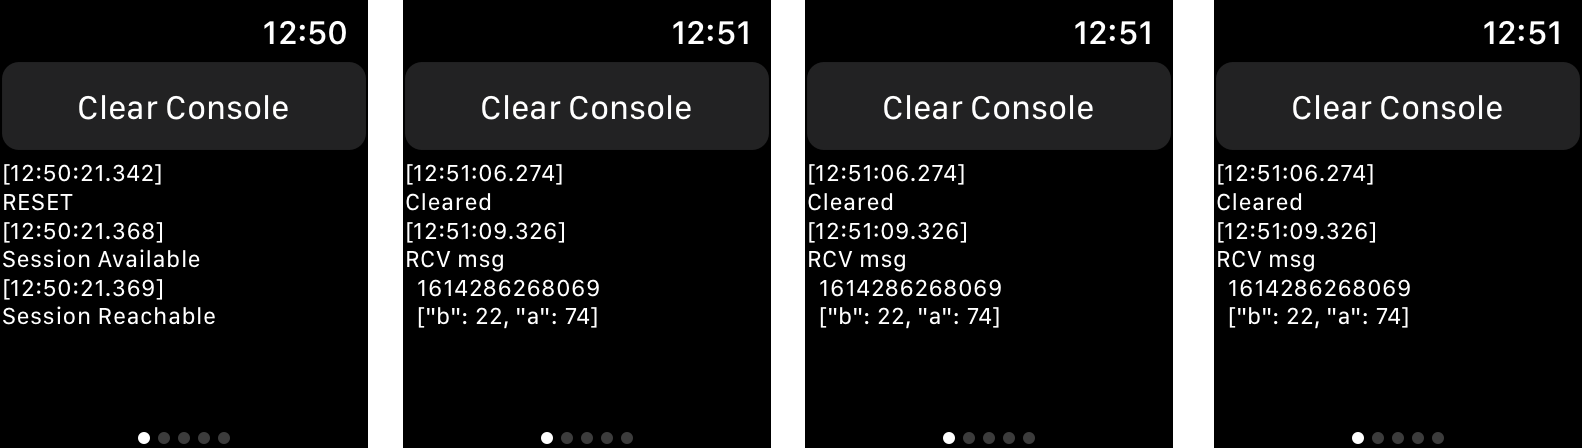 12:50
Clear Console
[12:50:21.342]
RESET
[12:50:21.368]
Session Available
[12:50:21.369]
Session Reachable
12:51
Clear Console
[12:51:06.274]
Cleared
[12:51:09.326]
RCV msg
1614286268069
["b": 22, "a": 74]
12:51
Clear Console
[12:51:06.274]
Cleared
[12:51:09.326]
RCV msg
1614286268069
["b": 22, "a": 74]
12:51
Clear Console
[12:51:06.274]
Cleared
[12:51:09.326]
RCV msg
1614286268069
["b": 22, "a": 74]